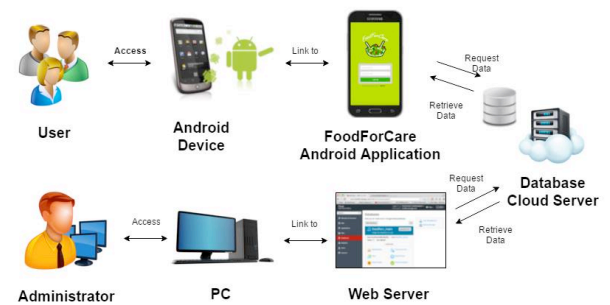 Access
Link to
Request
Data
Retrieve
Data
User
Android
Device
FoodForCare
Android Application
Request
Data
Database
Cloud Server
Access
Link to
Retrieve
Data
Administrator
PC
Web Server